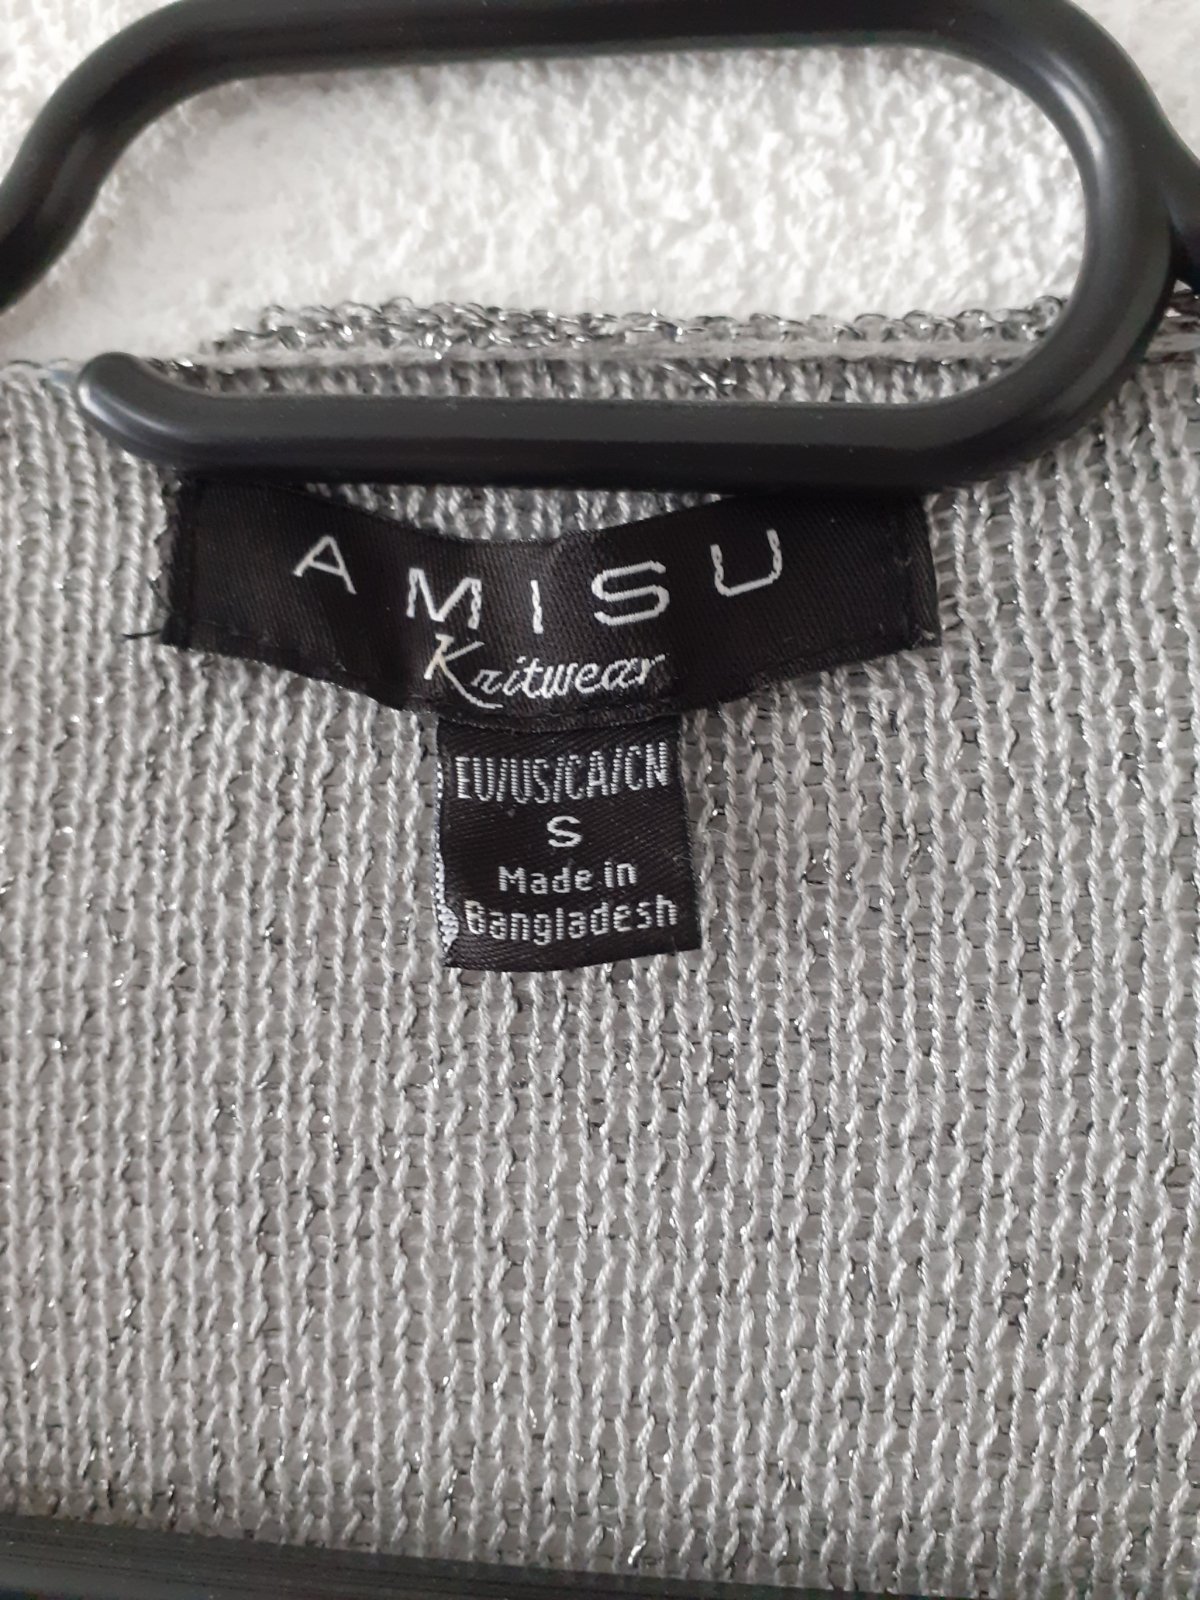 AMISU
Knitwear
EU/US/CA/CN
S
Made in
Bangladesh